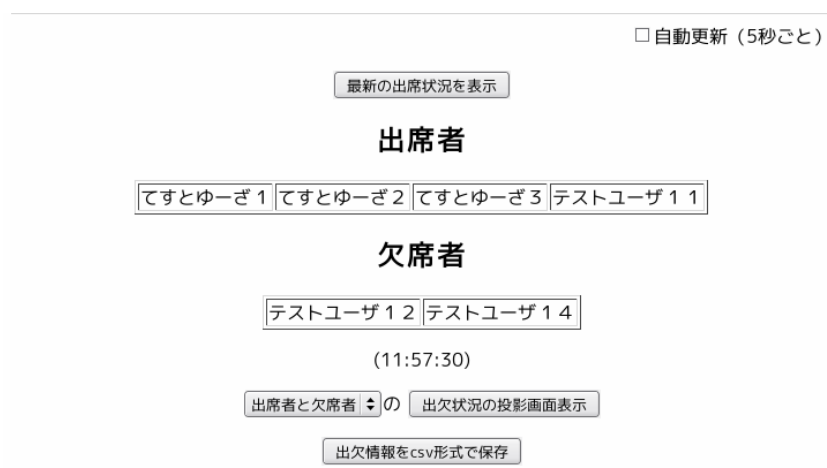 □自動更新（5秒ごと）
最新の出席状況を表示
出席者
てすとゆーざ１ てすとゆーざ２ てすとゆーざ３ テストユーザ１１
欠席者
テストユーザ１２ テストユーザ１４
(11:57:30)
出席者と欠席者 の 出欠状況の投影画面表示
出欠情報をcsv形式で保存